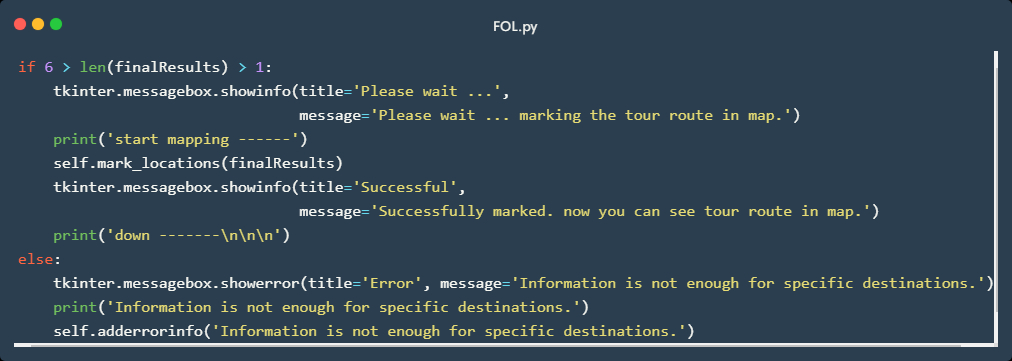 FOL.py
if 6 > len(finalResults) > 1:
    tkinter.messagebox.showinfo(title='Please wait ...',
                                message='Please wait ... marking the tour route in map.')
    print('start mapping ------')
    self.mark_locations(finalResults)
    tkinter.messagebox.showinfo(title='Successful',
                                message='Successfully marked. now you can see tour route in map.')
    print('down -------\n\n\n')
else:
    tkinter.messagebox.showerror(title='Error', message='Information is not enough for specific destinations.')
    print('Information is not enough for specific destinations.')
    self.adderrorinfo('Information is not enough for specific destinations.')